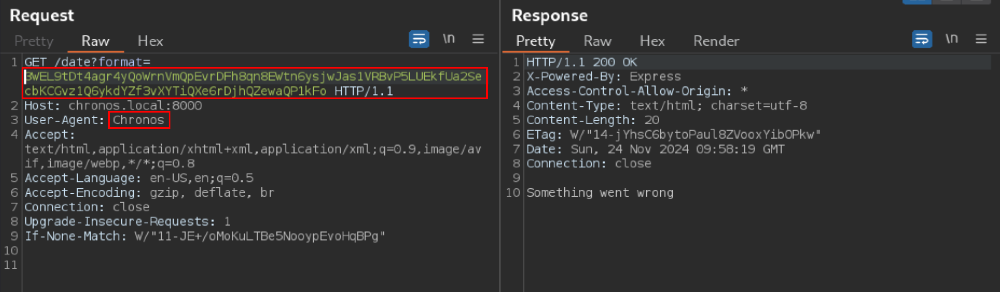 Request
Pretty Raw Hex \n
1 GET /date?format=
3WEL9tDt4agr4yQoWrnVmQpEvrDFh8qn8EWtn6ysjwJas1VRBvP5LUEkfUa2Se
cbKCGvz1Q6ykdYZf3vXYTiQXe6rDjhQZewaQP1kFo HTTP/1.1
2 Host: chronos.local:8000
3 User-Agent: Chronos
4 Accept:
text/html,application/xhtml+xml,application/xml;q=0.9,image/av
if,image/webp,*/*;q=0.8
5 Accept-Language: en-US,en;q=0.5
6 Accept-Encoding: gzip, deflate, br
7 Connection: close
8 Upgrade-Insecure-Requests: 1
9 If-None-Match: W/"11-JE+/oMoKuLTBe5NooypEvoHqBPg"
10
11
Response
Pretty Raw Hex Render \n
1 HTTP/1.1 200 OK
2 X-Powered-By: Express
3 Access-Control-Allow-Origin: *
4 Content-Type: text/html; charset=utf-8
5 Content-Length: 20
6 ETag: W/"14-jYhsC6bytoPaul8ZVooxYibOPkw"
7 Date: Sun, 24 Nov 2024 09:58:19 GMT
8 Connection: close
9
10 Something went wrong